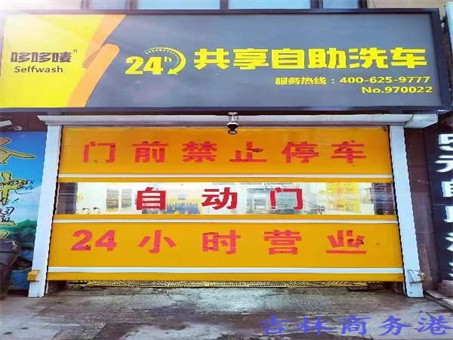 哆哆唛®
Selfwash
24h 共享自助洗车
服务热线：400-625-9777
No.970022
门前禁止停车
自动门
24小时营业
吉林商务港